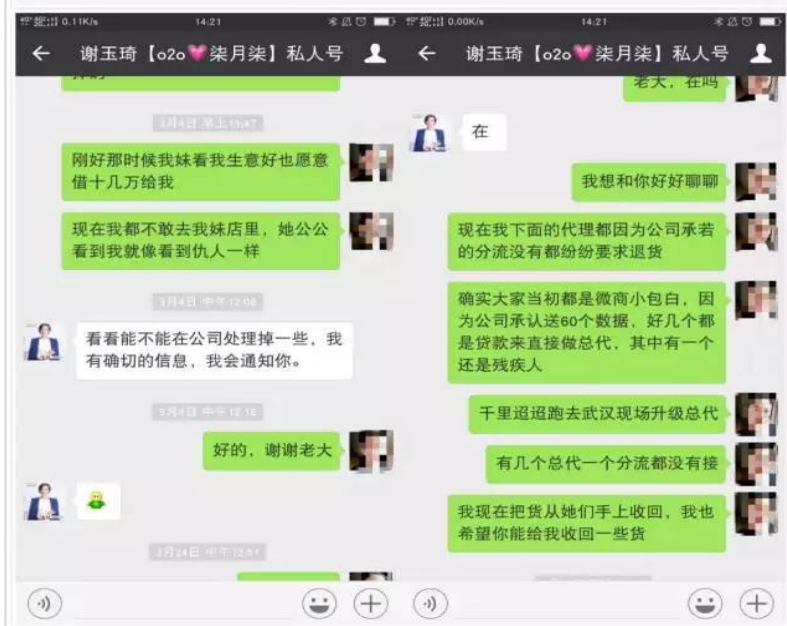 0.11K/s
14:21
谢玉琦【o2o💗柒月柒】私人号
3月4日 早上11:47
刚好那时候我妹看我生意好也愿意
借十几万给我
现在我都不敢去我妹店里，她公公
看到我就像看到仇人一样
3月4日 中午12:08
看看能不能在公司处理掉一些，我
有确切的信息，我会通知你。
3月4日 中午12:16
好的，谢谢老大
3月24日 中午12:51
0.00K/s
14:21
谢玉琦【o2o💗柒月柒】私人号
老大，在吗
在
我想和你好好聊聊
现在我下面的代理都因为公司承若
的分流没有都纷纷要求退货
确实大家当初都是微商小包白，因
为公司承认送60个数据，好几个都
是贷款来直接做总代，其中有一个
还是残疾人
千里迢迢跑去武汉现场升级总代
有几个总代一个分流都没有接
我现在把货从她们手上收回，我也
希望你能给我收回一些货